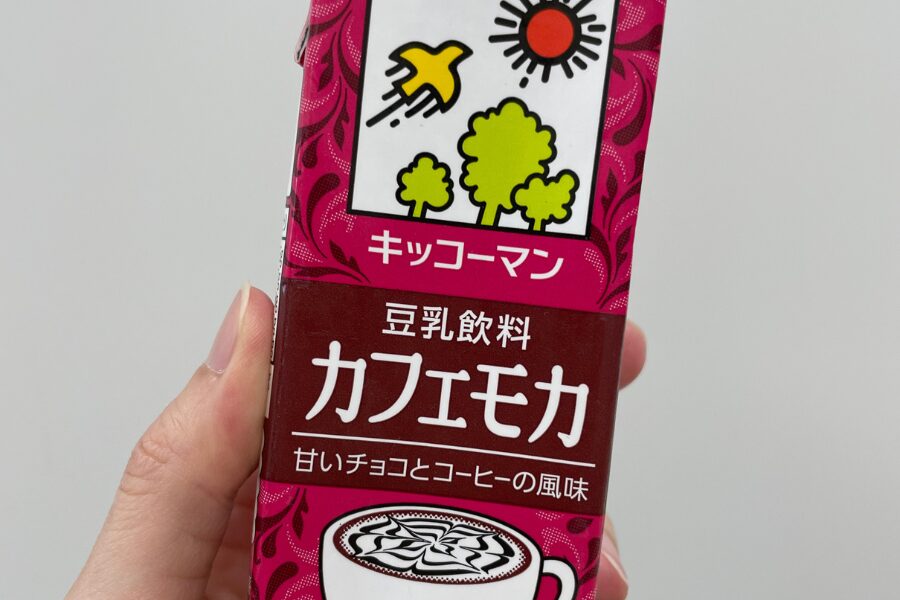 キッコーマン
豆乳飲料
カフェモカ
甘いチョコとコーヒーの風味